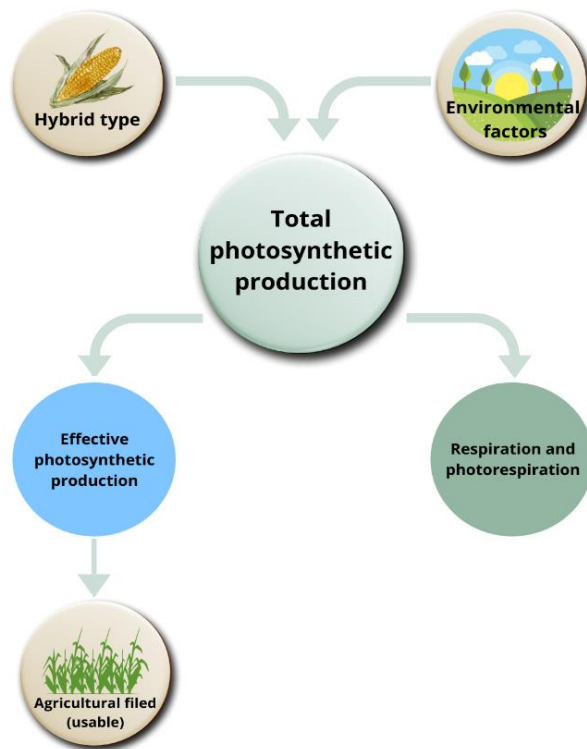 Hybrid type
Environmental
factors
Total
photosynthetic
production
Effective
photosynthetic
production
Respiration and
photorespiration
Agricultural filed
(usable)